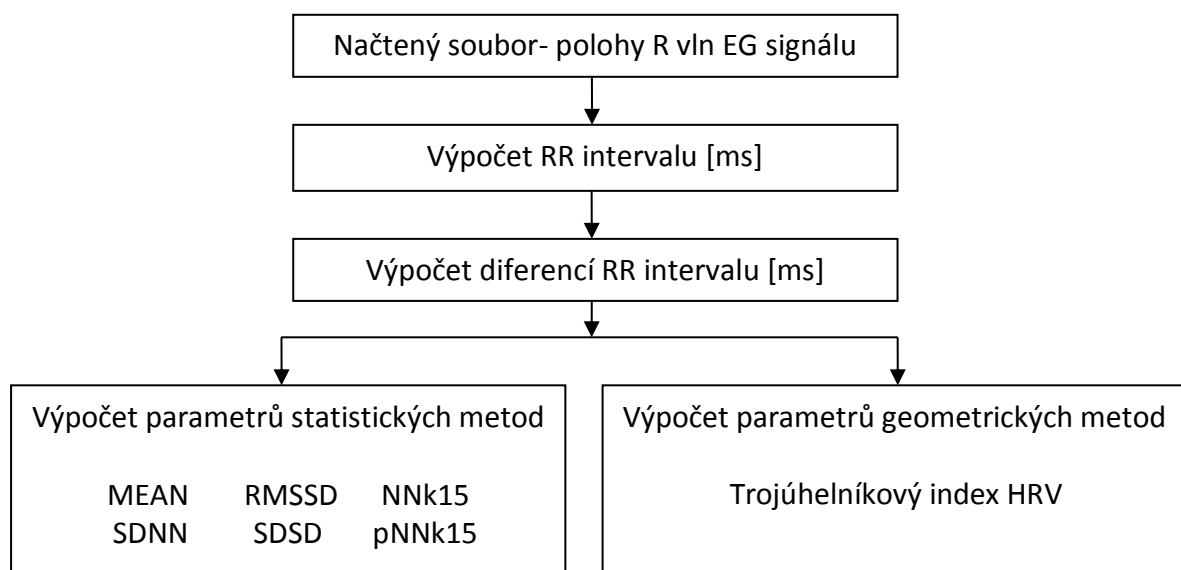 Načtený soubor- polohy R vln EG signálu
Výpočet RR intervalu [ms]
Výpočet diferencí RR intervalu [ms]
Výpočet parametrů statistických metod
MEAN RMSSD NNk15
SDNN SDSD pNNk15
Výpočet parametrů geometrických metod
Trojúhelníkový index HRV